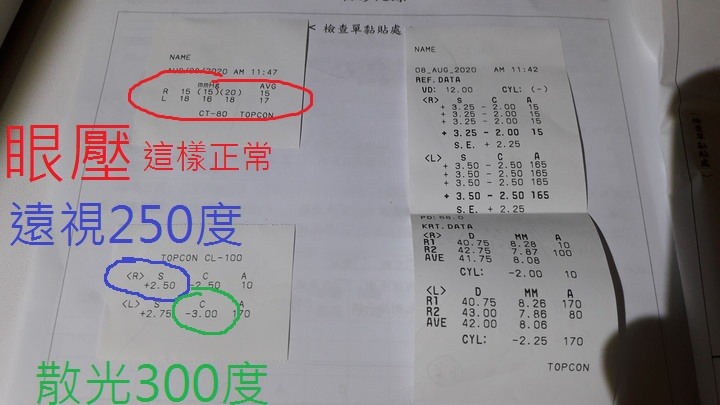 < 檢查單黏貼處
NAME
AUG/08/2020 AM 11:47
mmHg AVG
R 15 (15)(20) 15
L 18 16 18 17
CT-80 TOPCON
眼壓 這樣正常
遠視250度
TOPCON CL-100
<R> S C A
+2.50 -2.50 10
<L> S C A
+2.75 -3.00 170
散光300度
NAME
08_AUG_2020 AM 11:42
REF.DATA
VD: 12.00 CYL: (-)
<R> S C A
+ 3.25 - 2.00 15
+ 3.25 - 2.00 15
+ 3.25 - 2.00 15
+ 3.25 - 2.00 15
S.E. + 2.25
<L> S C A
+ 3.50 - 2.50 165
+ 3.50 - 2.50 165
+ 3.50 - 2.50 165
+ 3.50 - 2.50 165
S.E. + 2.25
KRT.DATA
<R> D MM A
R1 40.75 8.28 10
R2 42.75 7.87 100
AVE 41.75 8.08
CYL: -2.00 10
<L> D MM A
R1 40.75 8.26 170
R2 43.00 7.86 80
AVE 42.00 8.06
CYL: -2.25 170
TOPCON